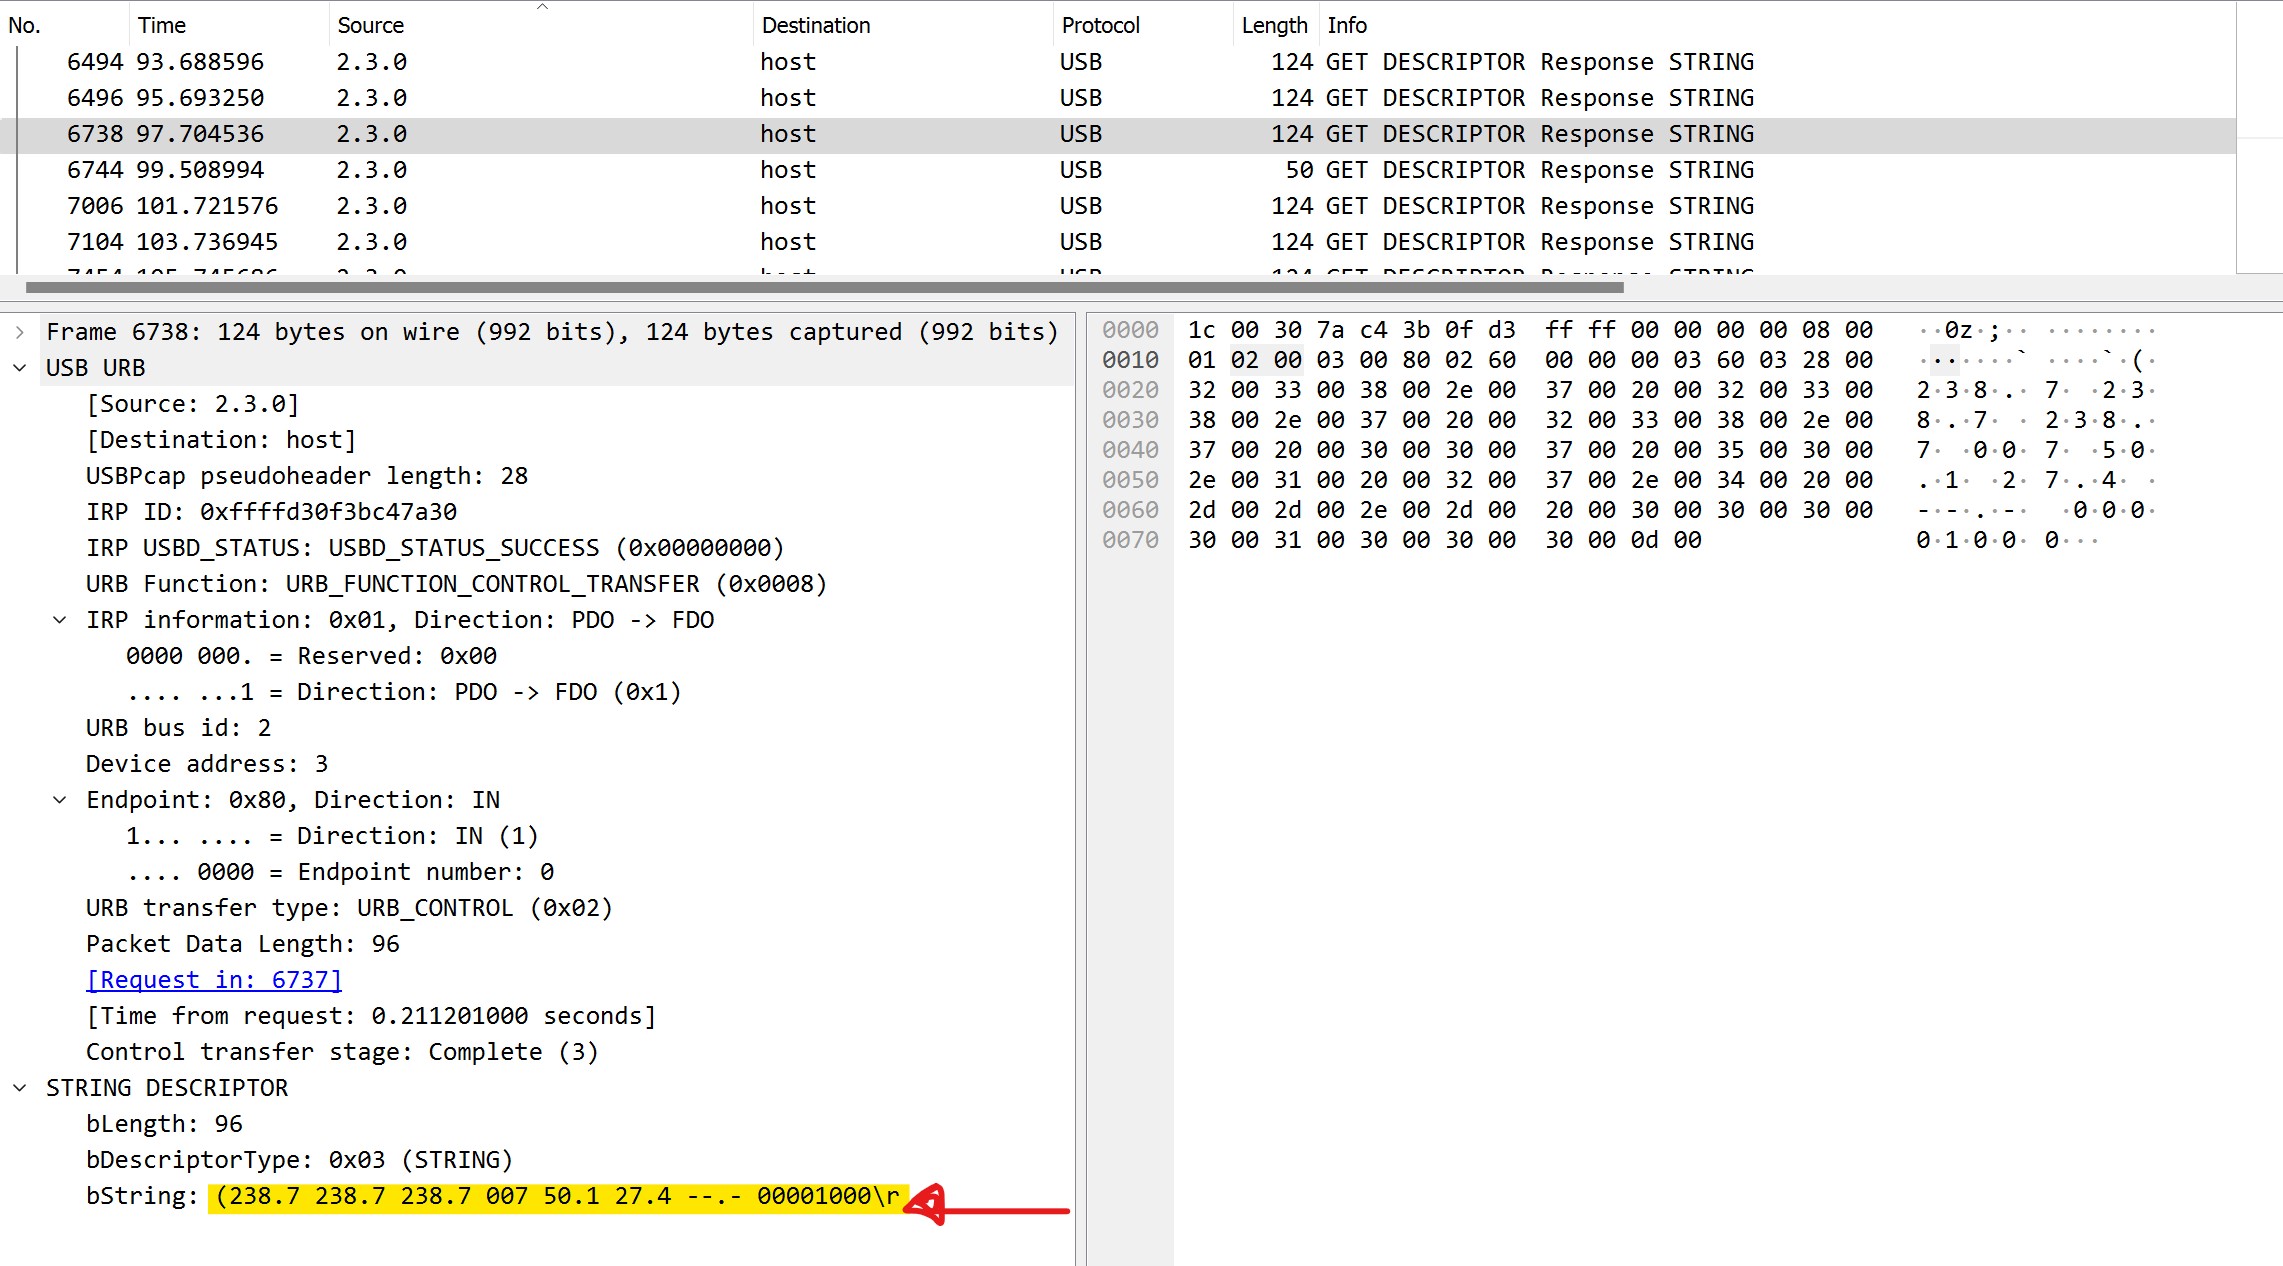 No. Time Source Destination Protocol Length Info
6494 93.688596 2.3.0 host USB 124 GET DESCRIPTOR Response STRING
6496 95.693250 2.3.0 host USB 124 GET DESCRIPTOR Response STRING
6738 97.704536 2.3.0 host USB 124 GET DESCRIPTOR Response STRING
6744 99.508994 2.3.0 host USB 50 GET DESCRIPTOR Response STRING
7006 101.721576 2.3.0 host USB 124 GET DESCRIPTOR Response STRING
7104 103.736945 2.3.0 host USB 124 GET DESCRIPTOR Response STRING
Frame 6738: 124 bytes on wire (992 bits), 124 bytes captured (992 bits)
USB URB
[Source: 2.3.0]
[Destination: host]
USBPcap pseudoheader length: 28
IRP ID: 0xffffd30f3bc47a30
IRP USBD_STATUS: USBD_STATUS_SUCCESS (0x00000000)
URB Function: URB_FUNCTION_CONTROL_TRANSFER (0x0008)
IRP information: 0x01, Direction: PDO -> FDO
0000 000. = Reserved: 0x00
.... ...1 = Direction: PDO -> FDO (0x1)
URB bus id: 2
Device address: 3
Endpoint: 0x80, Direction: IN
1... .... = Direction: IN (1)
.... 0000 = Endpoint number: 0
URB transfer type: URB_CONTROL (0x02)
Packet Data Length: 96
[Request in: 6737]
[Time from request: 0.211201000 seconds]
Control transfer stage: Complete (3)
STRING DESCRIPTOR
bLength: 96
bDescriptorType: 0x03 (STRING)
bString: (238.7 238.7 238.7 007 50.1 27.4 --.- 00001000\r
0000 1c 00 30 7a c4 3b 0f d3 ff ff 00 00 00 00 08 00 ··0z·;·· ········
0010 01 02 00 03 00 80 02 60 00 00 00 03 60 03 28 00 ·······` ····`·(·
0020 32 00 33 00 38 00 2e 00 37 00 20 00 32 00 33 00 2·3·8·.· 7· ·2·3·
0030 38 00 2e 00 37 00 20 00 32 00 33 00 38 00 2e 00 8·.·7· · 2·3·8·.·
0040 37 00 20 00 30 00 30 00 37 00 20 00 35 00 30 00 7· ·0·0· 7· ·5·0·
0050 2e 00 31 00 20 00 32 00 37 00 2e 00 34 00 20 00 .·1· ·2· 7·.·4· ·
0060 2d 00 2d 00 2e 00 2d 00 20 00 30 00 30 00 30 00 -·-·.·-· ·0·0·0·
0070 30 00 31 00 30 00 30 00 30 00 0d 00 0·1·0·0· 0···